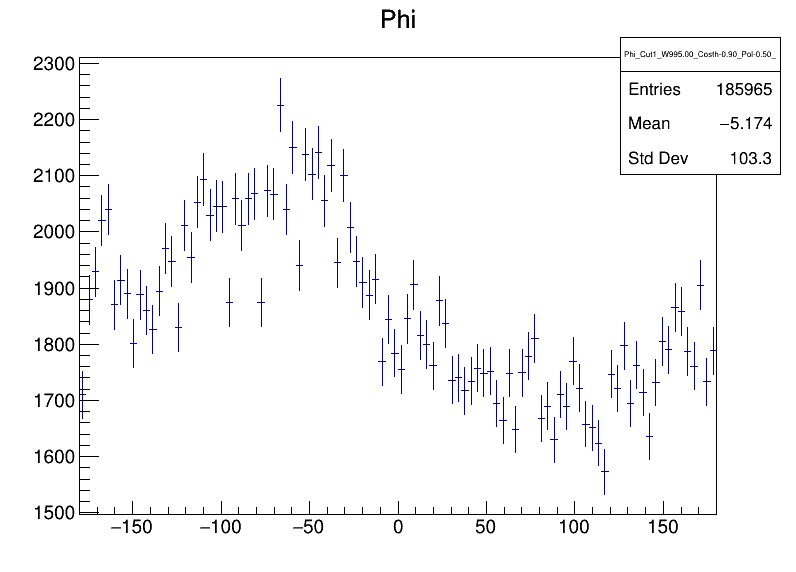 Phi
Phi_Cut1_W995.00_Costh-0.90_Pol-0.50_
Entries 185965
Mean −5.174
Std Dev 103.3
2300
2200
2100
2000
1900
1800
1700
1600
1500
−150 −100 −50 0 50 100 150